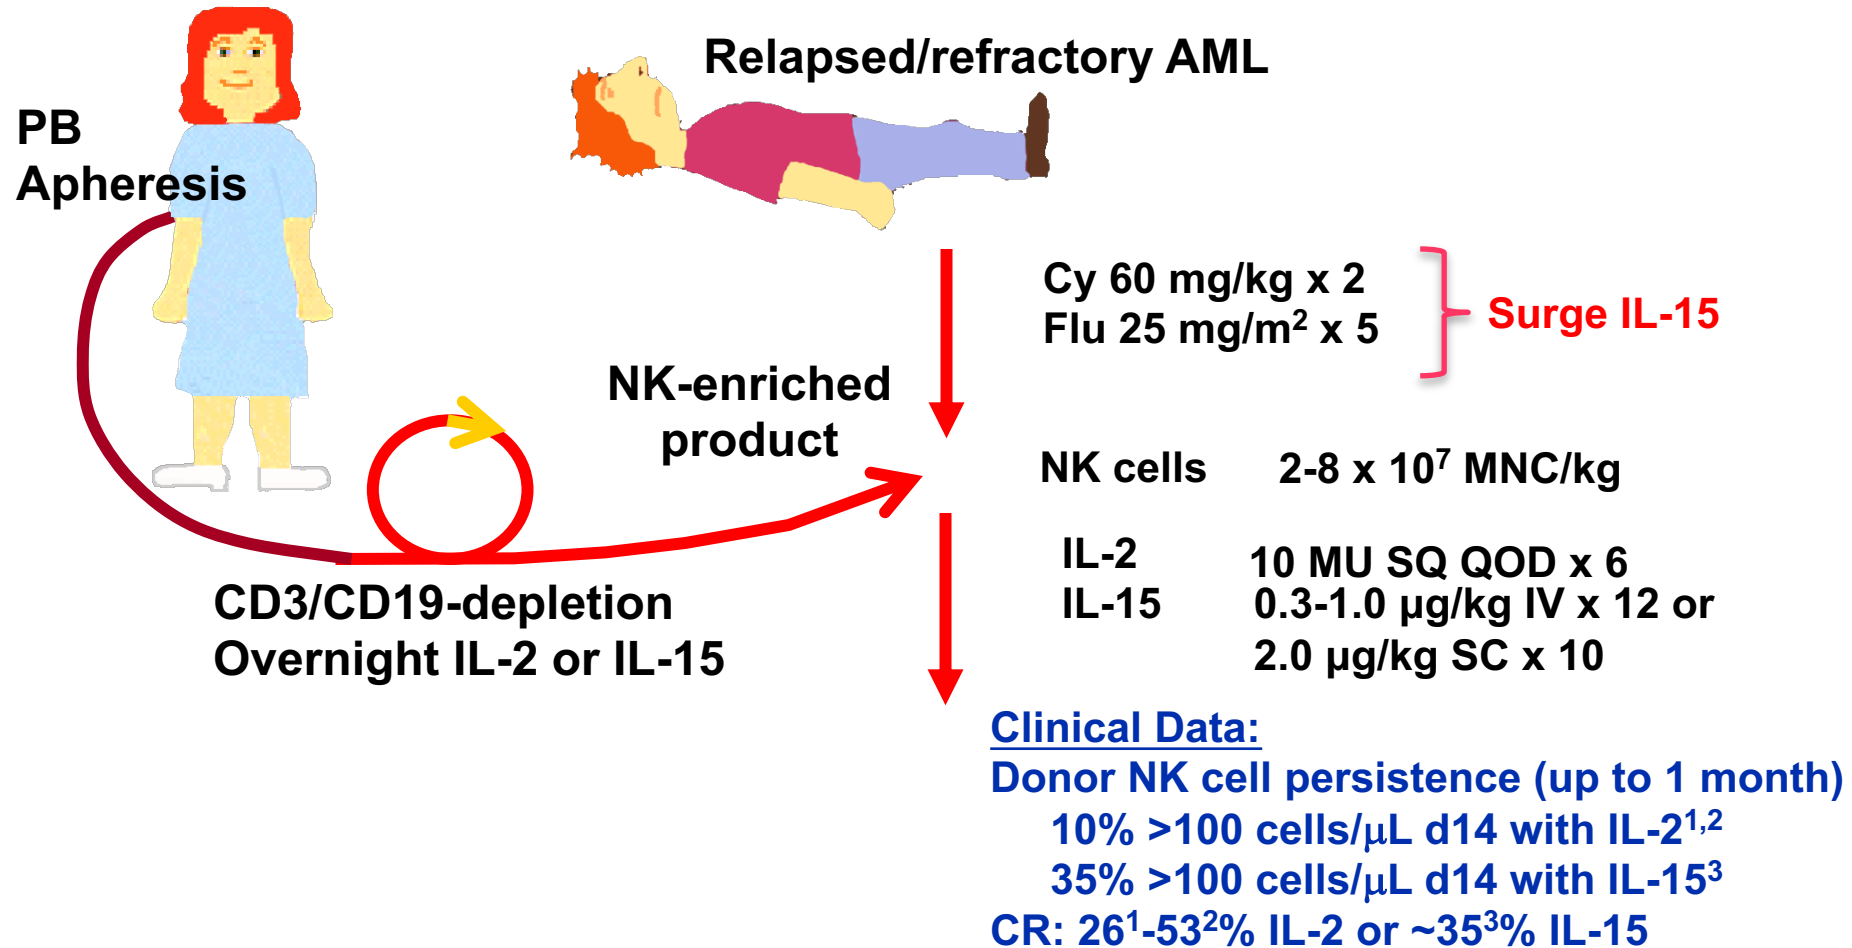 Relapsed/refractory AML
PB
Apheresis
Cy 60 mg/kg x 2
Flu 25 mg/m² x 5
Surge IL-15
NK-enriched
product
NK cells 2-8 x 10⁷ MNC/kg
IL-2 10 MU SQ QOD x 6
IL-15 0.3-1.0 µg/kg IV x 12 or
2.0 µg/kg SC x 10
CD3/CD19-depletion
Overnight IL-2 or IL-15
Clinical Data:
Donor NK cell persistence (up to 1 month)
10% >100 cells/µL d14 with IL-2¹,²
35% >100 cells/µL d14 with IL-15³
CR: 26¹-53²% IL-2 or ~35³% IL-15